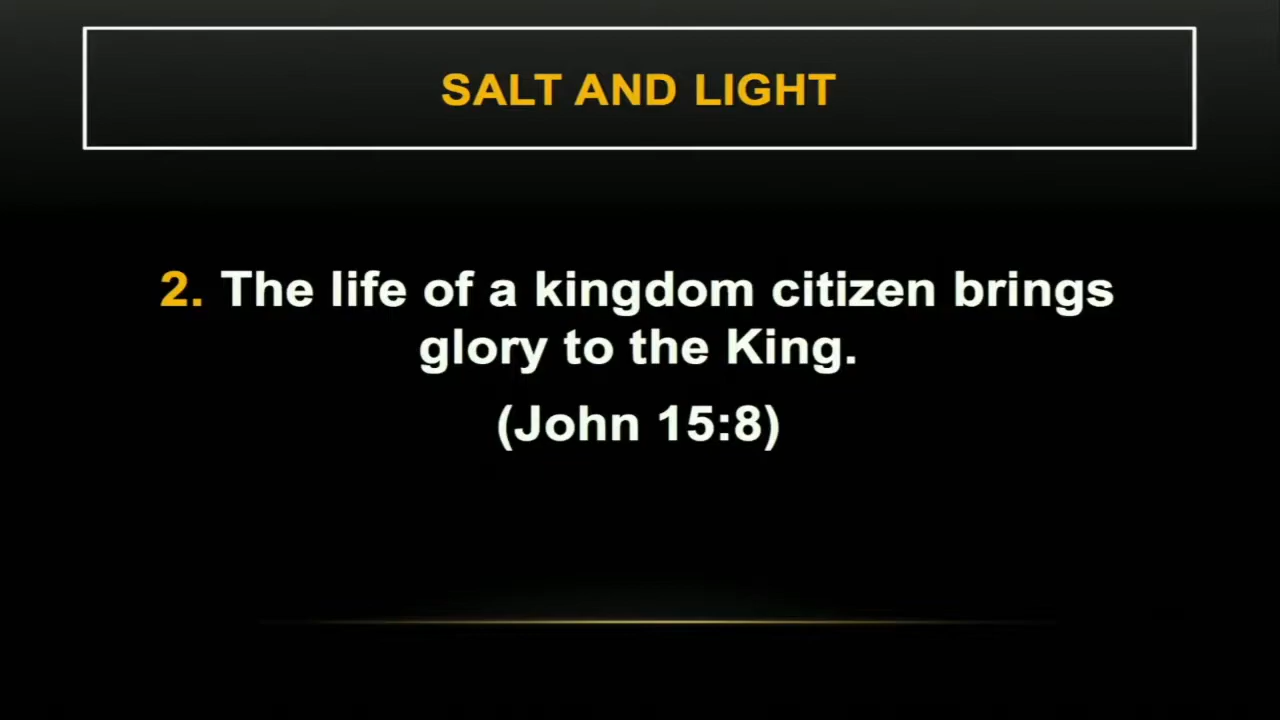 SALT AND LIGHT
2. The life of a kingdom citizen brings
glory to the King.
(John 15:8)